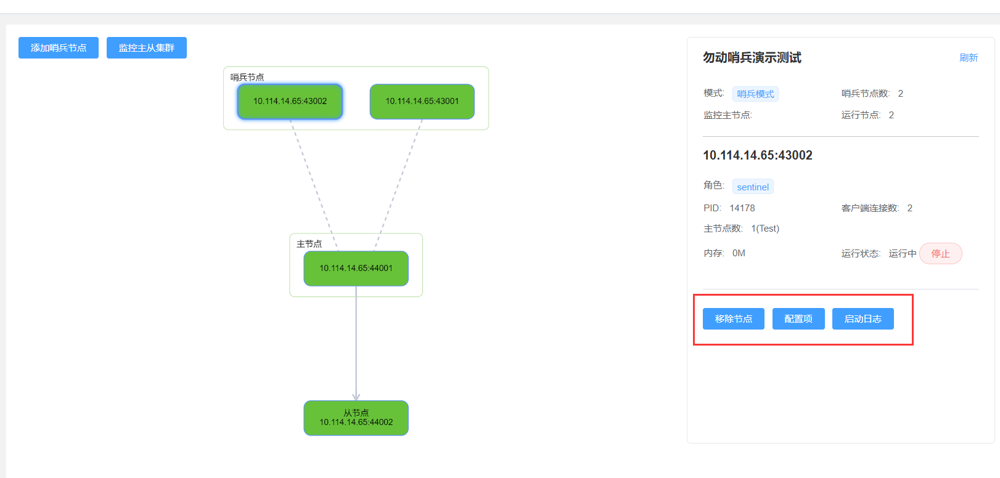 添加哨兵节点
监控主从集群
哨兵节点
10.114.14.65:43002
10.114.14.65:43001
主节点
10.114.14.65:44001
从节点
10.114.14.65:44002
勿动哨兵演示测试
刷新
模式: 哨兵模式
哨兵节点数: 2
监控主节点:
运行节点: 2
10.114.14.65:43002
角色: sentinel
PID: 14178
客户端连接数: 2
主节点数: 1(Test)
内存: 0M
运行状态: 运行中 停止
移除节点
配置项
启动日志